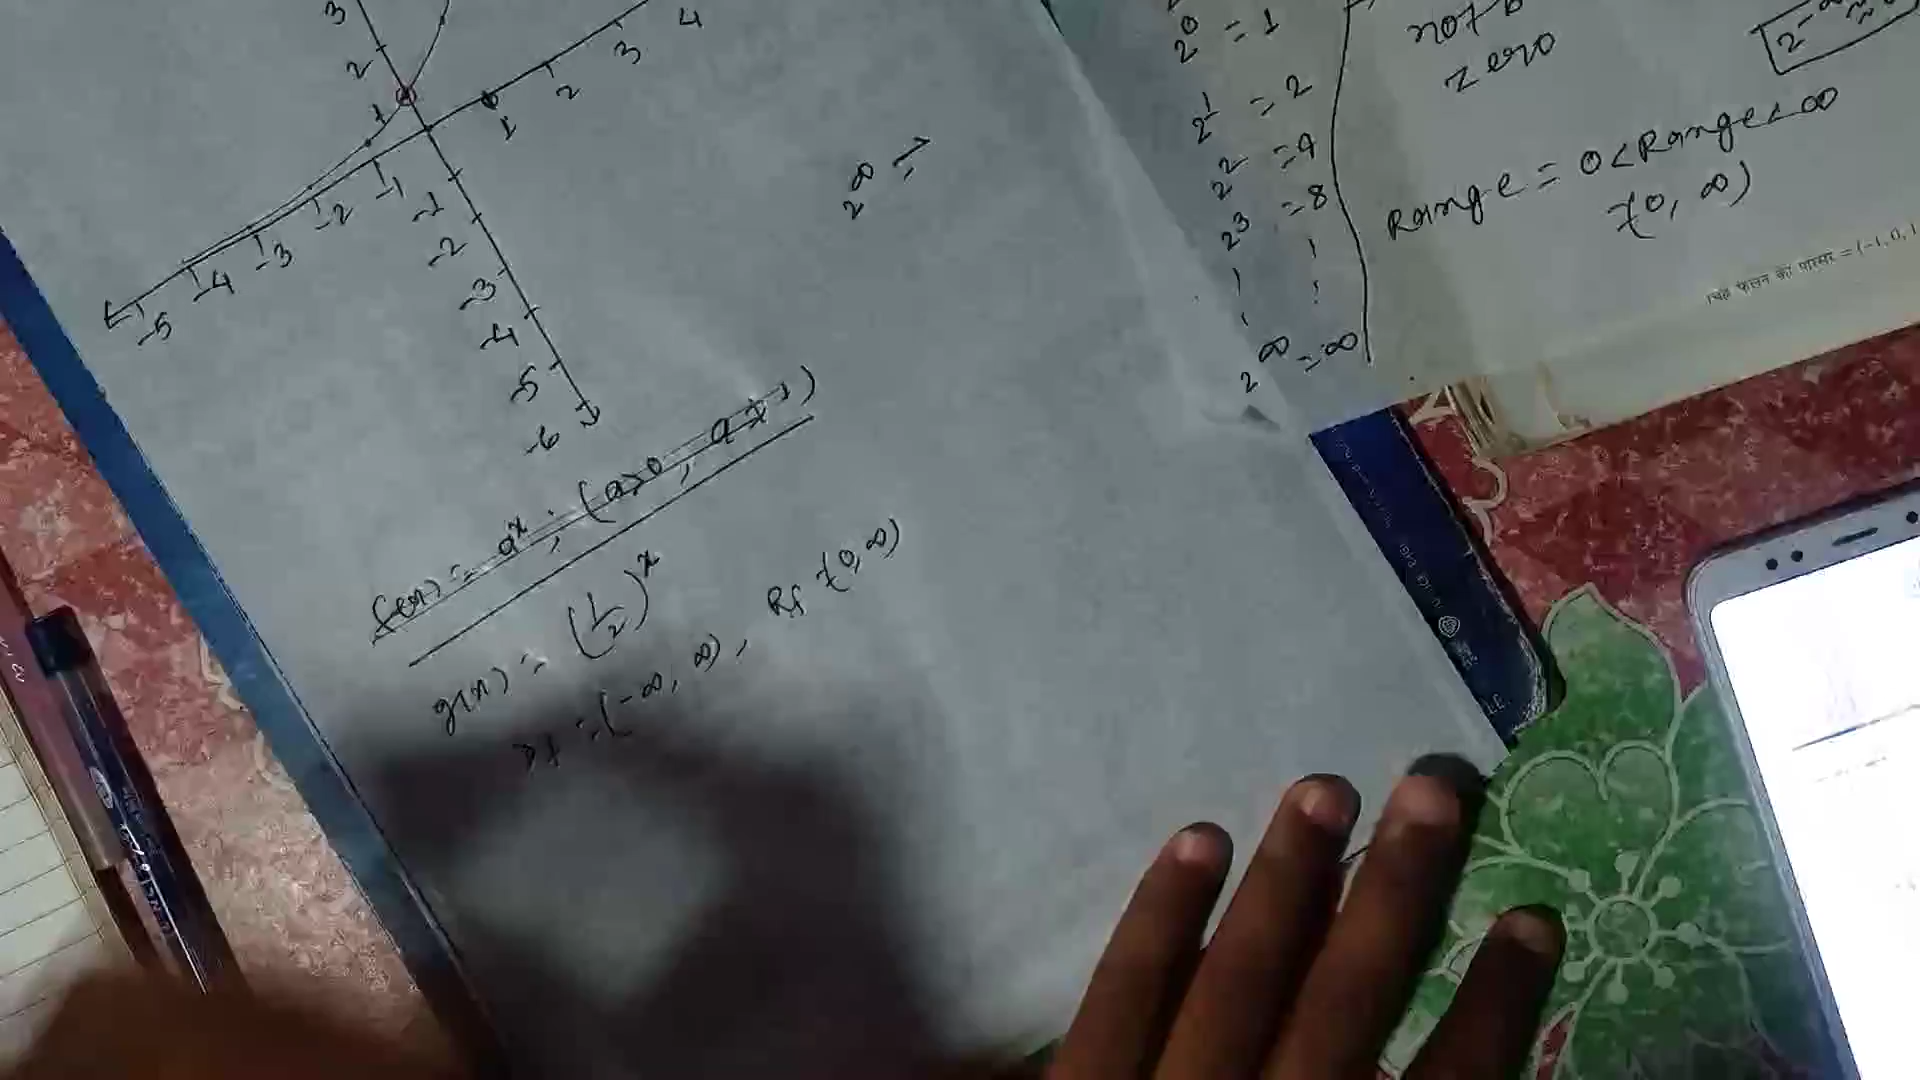 3
2
1
1
2
3
4
-1
-2
-3
-4
-5
-1
-2
-3
-4
-5
-6
2^∞ =
f(x) = a^x ; (a>0, a≠1)
g(x) = (1/2)^x
Df = (-∞, ∞), Rf (0, ∞)
2^0 = 1
2^1 = 2
2^2 = 4
2^3 = 8
2^∞ = ∞
not
zero
Range = 0 < Range < ∞
(0, ∞)